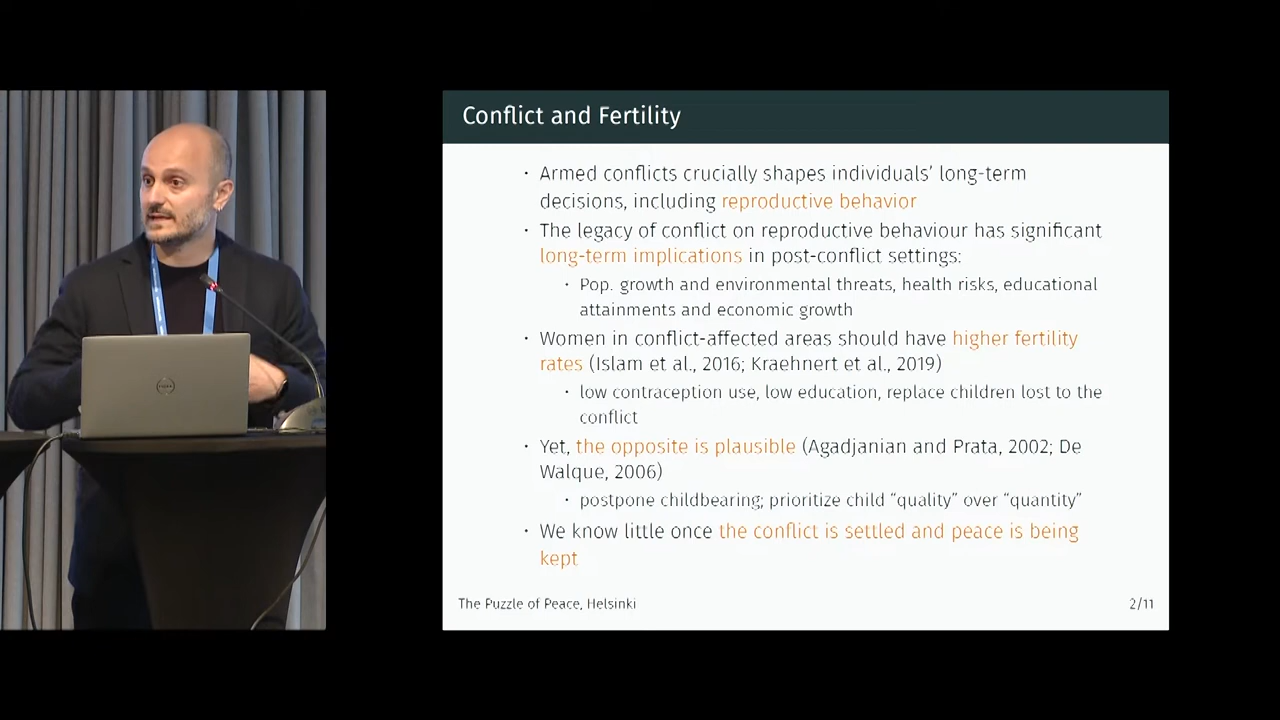 Conflict and Fertility
· Armed conflicts crucially shapes individuals' long-term
decisions, including reproductive behavior
· The legacy of conflict on reproductive behaviour has significant
long-term implications in post-conflict settings:
· Pop. growth and environmental threats, health risks, educational
attainments and economic growth
· Women in conflict-affected areas should have higher fertility
rates (Islam et al., 2016; Kraehnert et al., 2019)
· low contraception use, low education, replace children lost to the
conflict
· Yet, the opposite is plausible (Agadjanian and Prata, 2002; De
Walque, 2006)
· postpone childbearing; prioritize child “quality” over “quantity”
· We know little once the conflict is settled and peace is being
kept
The Puzzle of Peace, Helsinki
2/11